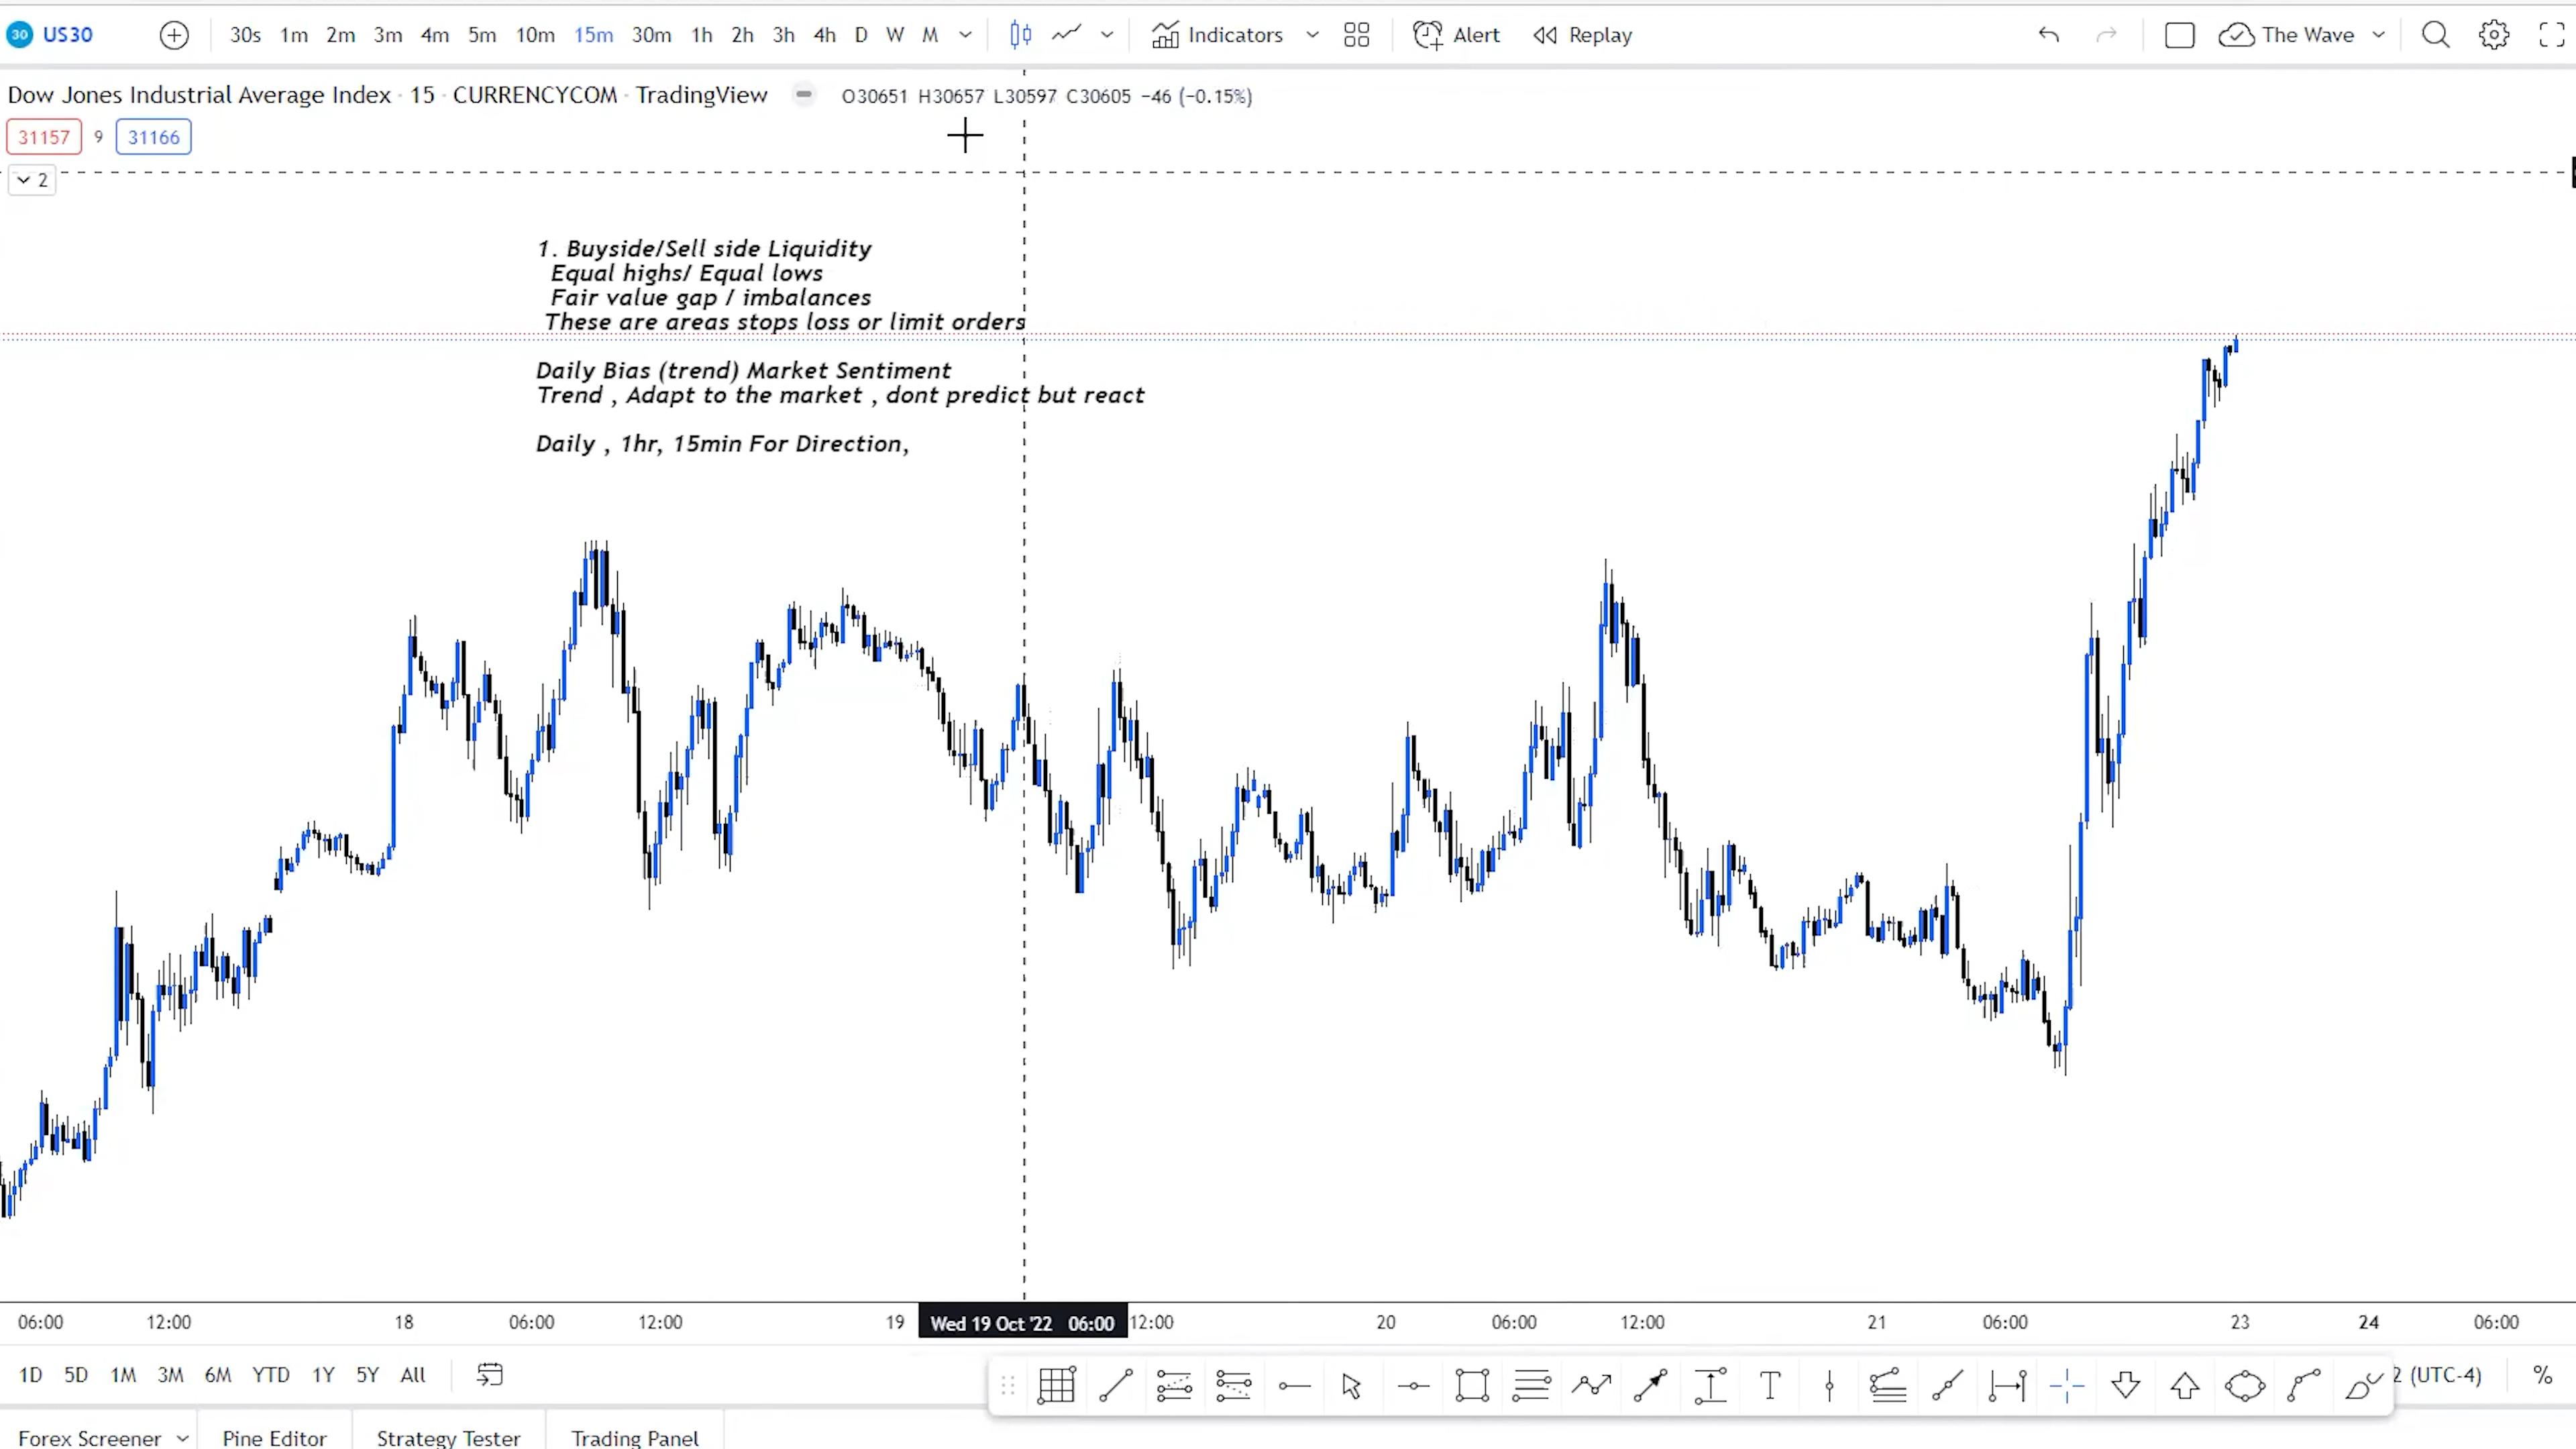 30 US30 30s 1m 2m 3m 4m 5m 10m 15m 30m 1h 2h 3h 4h D W M Indicators Alert Replay The Wave
Dow Jones Industrial Average Index · 15 · CURRENCYCOM · TradingView O30651 H30657 L30597 C30605 −46 (−0.15%)
31157 9 31166
2
1. Buyside/Sell side Liquidity
Equal highs/ Equal lows
Fair value gap / imbalances
These are areas stops loss or limit orders
Daily Bias (trend) Market Sentiment
Trend , Adapt to the market , dont predict but react
Daily , 1hr, 15min For Direction,
06:00 12:00 18 06:00 12:00 19 Wed 19 Oct '22 06:00 12:00 20 06:00 12:00 21 06:00 23 24 06:00
1D 5D 1M 3M 6M YTD 1Y 5Y All T 2 (UTC-4) %
Forex Screener Pine Editor Strategy Tester Trading Panel